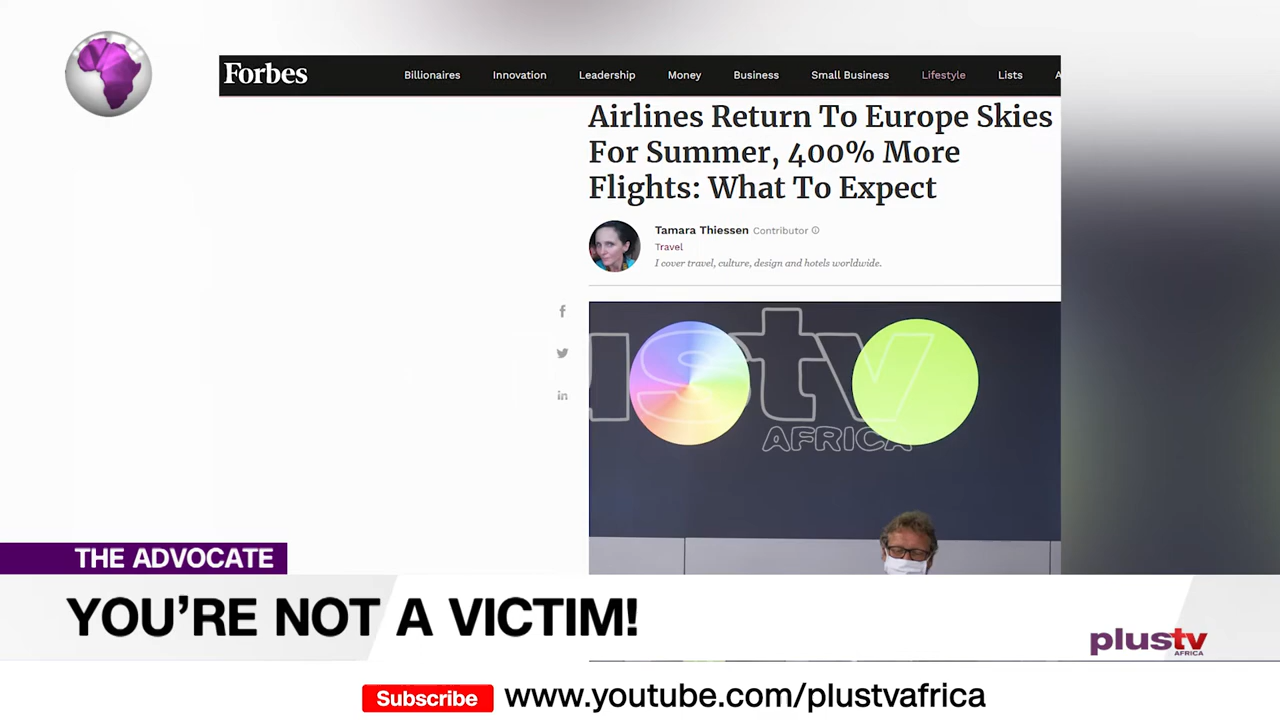 Forbes
Billionaires Innovation Leadership Money Business Small Business Lifestyle Lists A
Airlines Return To Europe Skies
For Summer, 400% More
Flights: What To Expect
Tamara Thiessen Contributor
Travel
I cover travel, culture, design and hotels worldwide.
f
in
ustv
AFRICA
THE ADVOCATE
YOU'RE NOT A VICTIM!
plustv
AFRICA
Subscribe www.youtube.com/plustvafrica